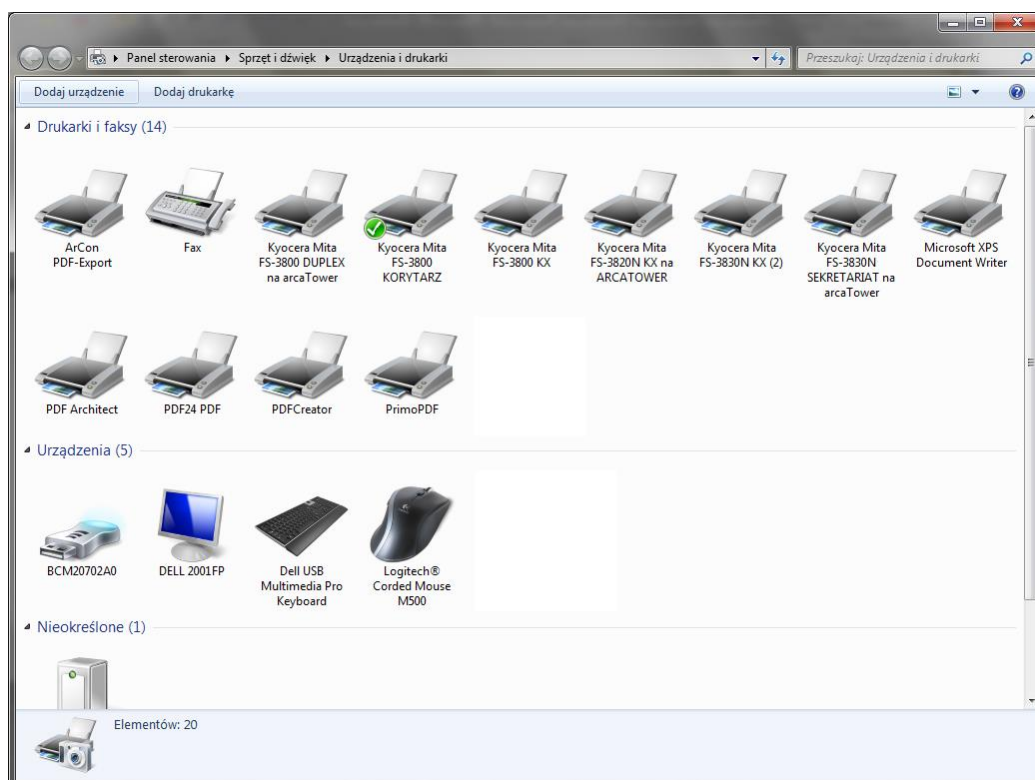 Panel sterowania ▸ Sprzęt i dźwięk ▸ Urządzenia i drukarki
Przeszukaj: Urządzenia i drukarki
Dodaj urządzenie Dodaj drukarkę
Drukarki i faksy (14)
ArCon
PDF-Export
Fax
Kyocera Mita
FS-3800 DUPLEX
na arcaTower
Kyocera Mita
FS-3800
KORYTARZ
Kyocera Mita
FS-3800 KX
Kyocera Mita
FS-3820N KX na
ARCATOWER
Kyocera Mita
FS-3830N KX (2)
Kyocera Mita
FS-3830N
SEKRETARIAT na
arcaTower
Microsoft XPS
Document Writer
PDF Architect
PDF24 PDF
PDFCreator
PrimoPDF
Urządzenia (5)
BCM20702A0
DELL 2001FP
Dell USB
Multimedia Pro
Keyboard
Logitech®
Corded Mouse
M500
Nieokreślone (1)
Elementów: 20